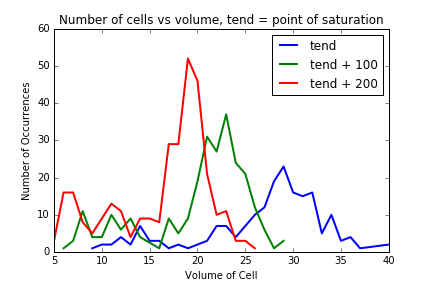 Number of cells vs volume, tend = point of saturation
60
50
40
30
20
10
0
Number of Occurrences
tend
tend + 100
tend + 200
5 10 15 20 25 30 35 40
Volume of Cell